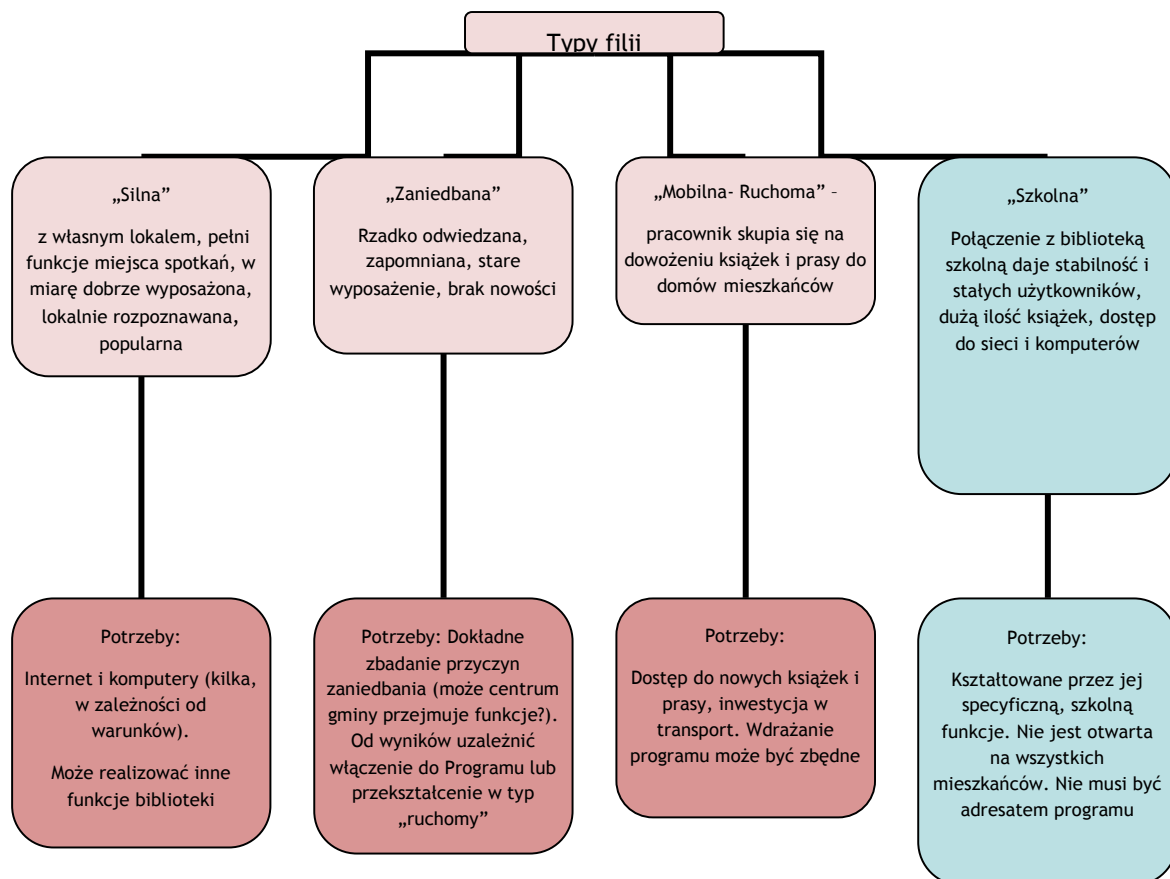 Typy filii
„Silna”
z własnym lokalem, pełni
funkcje miejsca spotkań, w
miarę dobrze wyposażona,
lokalnie rozpoznawana,
popularna
„Zaniedbana”
Rzadko odwiedzana,
zapomniana, stare
wyposażenie, brak nowości
„Mobilna- Ruchoma” –
pracownik skupia się na
dowożeniu książek i prasy do
domów mieszkańców
„Szkolna”
Połączenie z biblioteką
szkolną daje stabilność i
stałych użytkowników,
dużą ilość książek, dostęp
do sieci i komputerów
Potrzeby:
Internet i komputery (kilka,
w zależności od
warunków).
Może realizować inne
funkcje biblioteki
Potrzeby: Dokładne
zbadanie przyczyn
zaniedbania (może centrum
gminy przejmuje funkcje?).
Od wyników uzależnić
włączenie do Programu lub
przekształcenie w typ
„ruchomy”
Potrzeby:
Dostęp do nowych książek i
prasy, inwestycja w
transport. Wdrażanie
programu może być zbędne
Potrzeby:
Kształtowane przez jej
specyficzną, szkolną
funkcje. Nie jest otwarta
na wszystkich
mieszkańców. Nie musi być
adresatem programu